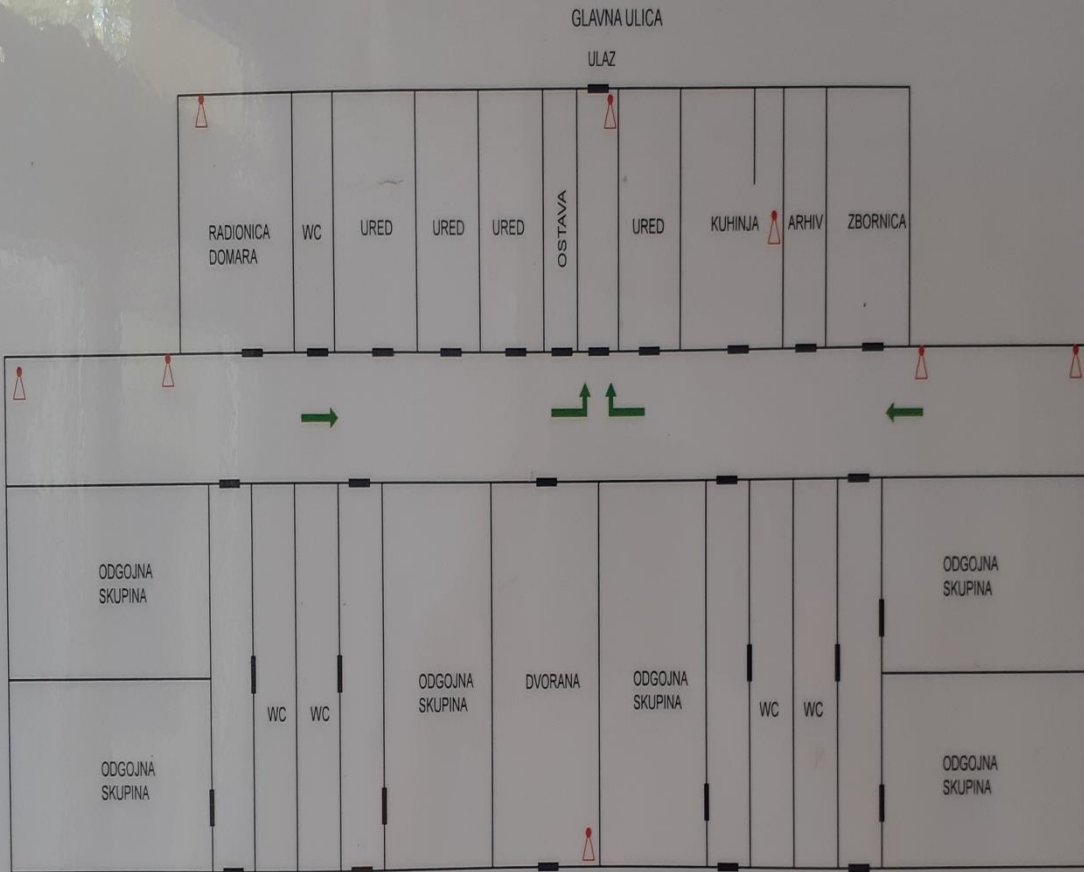 GLAVNA ULICA
ULAZ
RADIONICA
DOMARA
WC
URED
URED
URED
OSTAVA
URED
KUHINJA
ARHIV
ZBORNICA
ODGOJNA
SKUPINA
ODGOJNA
SKUPINA
WC
WC
ODGOJNA
SKUPINA
DVORANA
ODGOJNA
SKUPINA
WC
WC
ODGOJNA
SKUPINA
ODGOJNA
SKUPINA